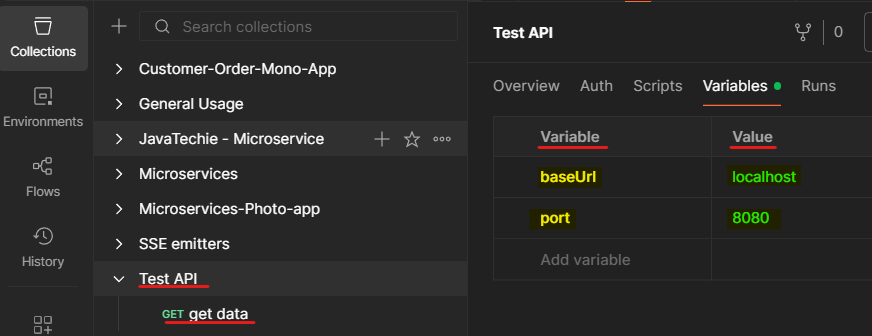 Collections
Environments
Flows
History
Search collections
Customer-Order-Mono-App
General Usage
JavaTechie - Microservice
Microservices
Microservices-Photo-app
SSE emitters
Test API
GET get data
Test API
0
Overview Auth Scripts Variables Runs
Variable Value
baseUrl localhost
port 8080
Add variable